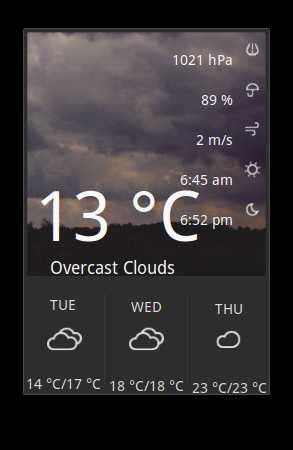 1021 hPa
89 %
2 m/s
6:45 am
6:52 pm
13 °C
Overcast Clouds
TUE WED THU
14 °C/17 °C 18 °C/18 °C 23 °C/23 °C